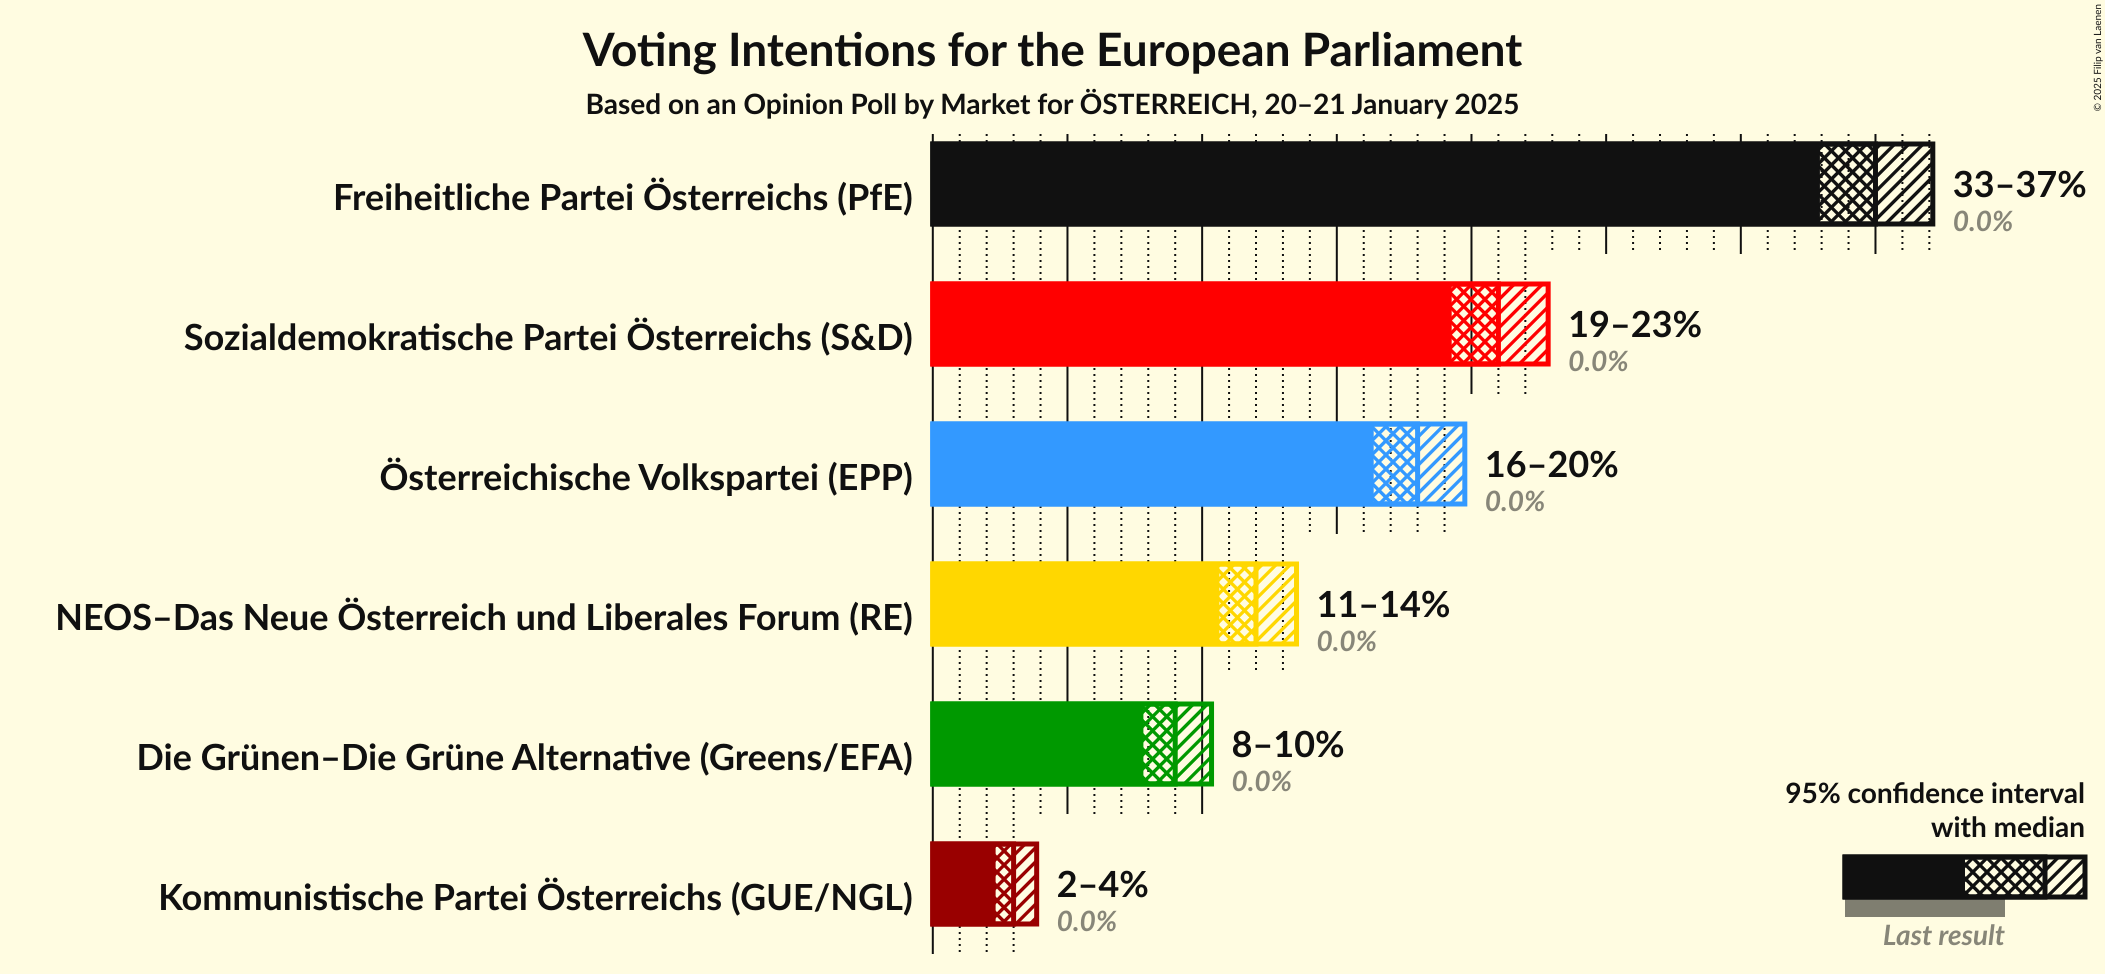 Voting Intentions for the European Parliament
Based on an Opinion Poll by Market for ÖSTERREICH, 20–21 January 2025
© 2025 Filip van Laenen
Freiheitliche Partei Österreichs (PfE)
33–37%
0.0%
Sozialdemokratische Partei Österreichs (S&D)
19–23%
0.0%
Österreichische Volkspartei (EPP)
16–20%
0.0%
NEOS–Das Neue Österreich und Liberales Forum (RE)
11–14%
0.0%
Die Grünen–Die Grüne Alternative (Greens/EFA)
8–10%
0.0%
Kommunistische Partei Österreichs (GUE/NGL)
2–4%
0.0%
95% confidence interval
with median
Last result